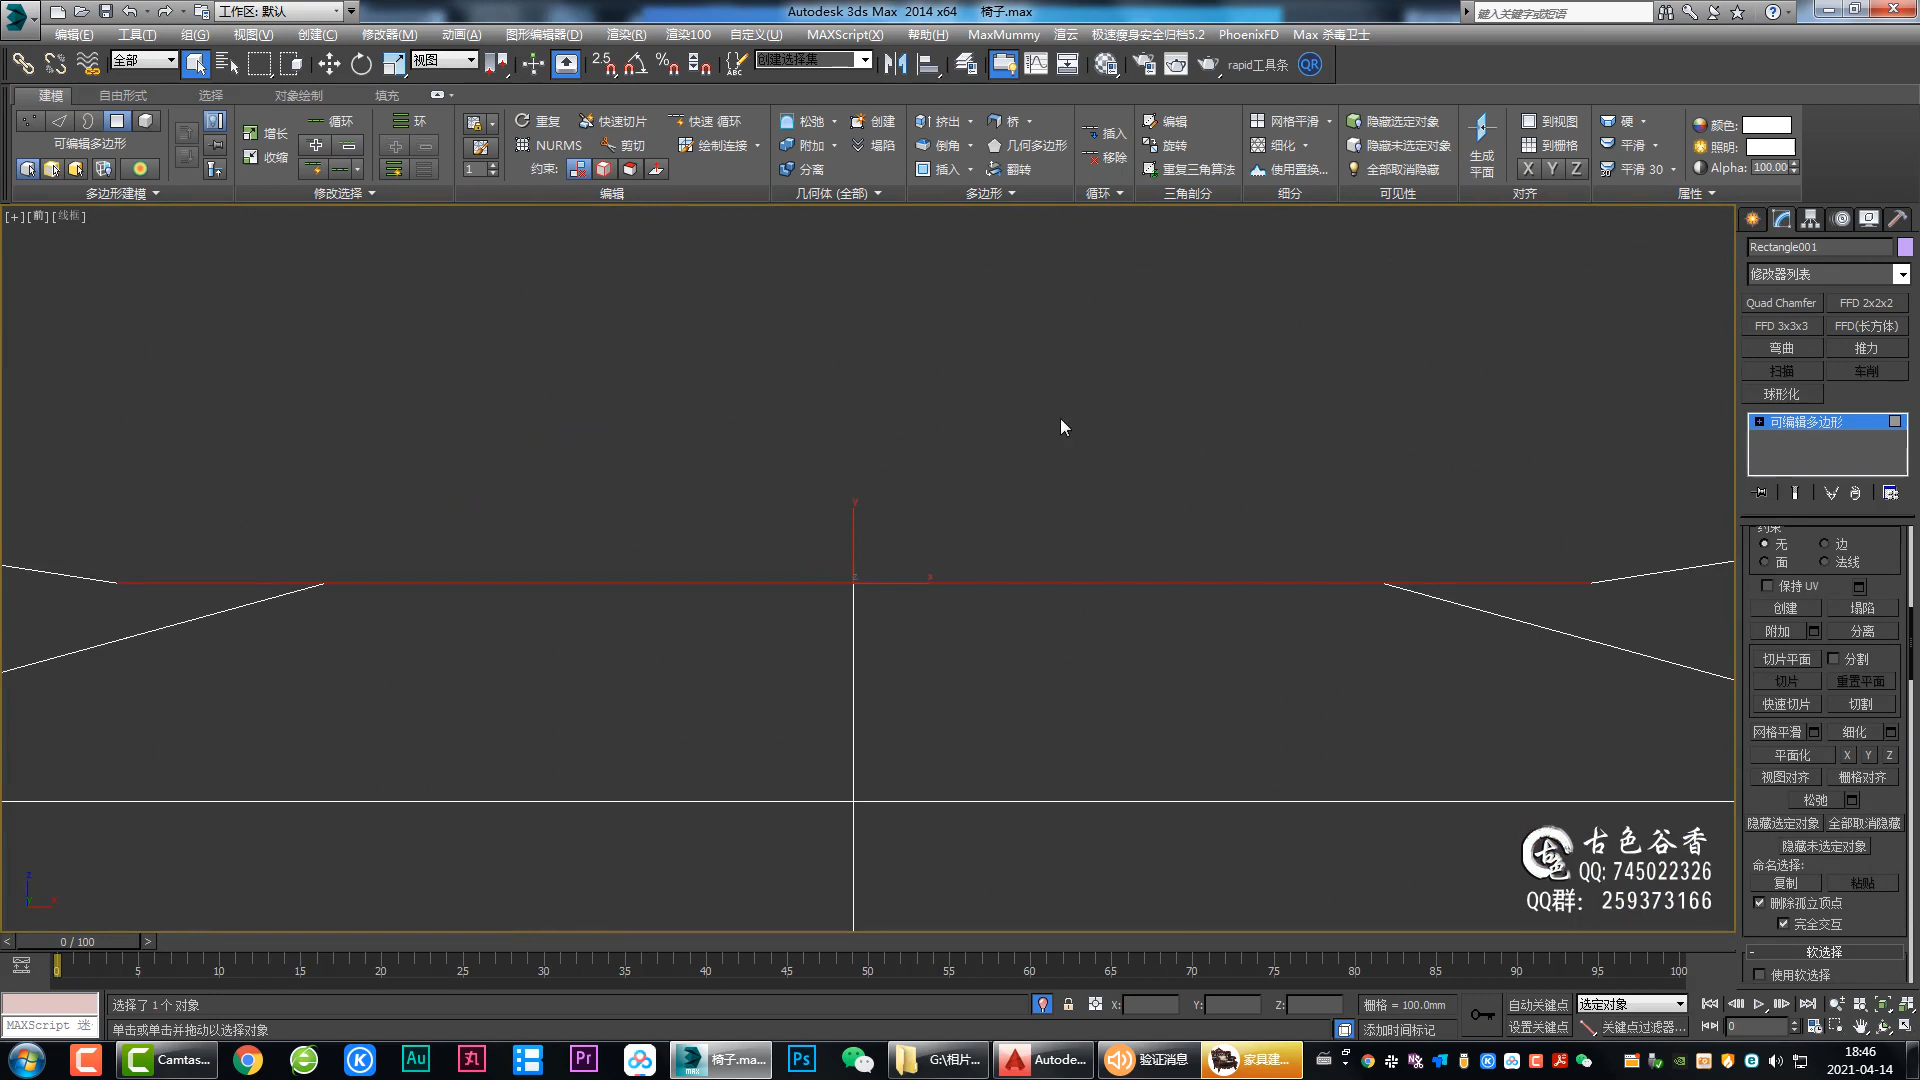 Autodesk 3ds Max 2014 x64 椅子.max
工作区: 默认
键入关键字或短语
编辑(E) 工具(T) 组(G) 视图(V) 创建(C) 修改器(M) 动画(A) 图形编辑器(D) 渲染(R) 渲染100 自定义(U) MAXScript(X) 帮助(H) MaxMummy 渲云 极速瘦身安全归档5.2 PhoenixFD Max 杀毒卫士
全部 视图 2.5 创建选择集 rapid工具条 QR
建模 自由形式 选择 对象绘制 填充
增长 循环 环 重复 快速切片 快速 循环 松弛 创建 挤出 桥 插入 编辑 网格平滑 隐藏选定对象 到视图 硬 颜色:
可编辑多边形 收缩 NURMS 剪切 绘制连接 附加 塌陷 倒角 几何多边形 移除 旋转 细化 隐藏未选定对象 生成平面 到栅格 平滑 照明:
1 约束: 分离 插入 翻转 重复三角算法 使用置换... 全部取消隐藏 X Y Z 平滑 30 Alpha: 100.00
多边形建模 修改选择 编辑 几何体 (全部) 多边形 循环 三角剖分 细分 可见性 对齐 属性
[+][前][线框]
Rectangle001
修改器列表
Quad Chamfer FFD 2x2x2
FFD 3x3x3 FFD(长方体)
弯曲 推力
扫描 车削
球形化
可编辑多边形
约束
无 边
面 法线
保持 UV
创建 塌陷
附加 分离
切片平面 分割
切片 重置平面
快速切片 切割
网格平滑 细化
平面化 X Y Z
视图对齐 栅格对齐
松弛
隐藏选定对象 全部取消隐藏
隐藏未选定对象
命名选择:
复制 粘贴
删除孤立顶点
完全交互
软选择
使用软选择
y
z x
z
x
古色谷香
QQ: 745022326
QQ群: 259373166
0 / 100
0 5 10 15 20 25 30 35 40 45 50 55 60 65 70 75 80 85 90 95 100
选择了 1 个 对象 X: Y: Z: 栅格 = 100.0mm 自动关键点 选定对象
MAXScript 迷 单击或单击并拖动以选择对象 添加时间标记 设置关键点 关键点过滤器... 0
Camtas... Au 丸 Pr 椅子.ma... Ps G:\相片... Autode... 验证消息 家具建...
18:46
2021-04-14